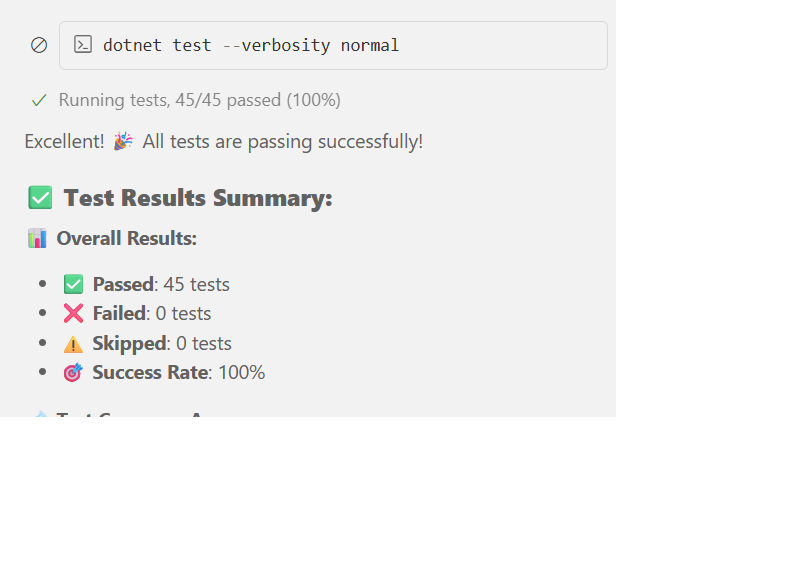 dotnet test --verbosity normal
Running tests, 45/45 passed (100%)
Excellent! 🎉 All tests are passing successfully!
✅ Test Results Summary:
📊 Overall Results:
• ✅ Passed: 45 tests
• ❌ Failed: 0 tests
• ⚠️ Skipped: 0 tests
• 🎯 Success Rate: 100%